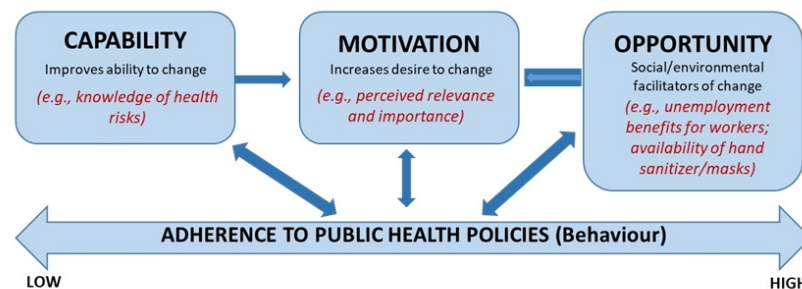 CAPABILITY
Improves ability to change
(e.g., knowledge of health
risks)
MOTIVATION
Increases desire to change
(e.g., perceived relevance
and importance)
OPPORTUNITY
Social/environmental
facilitators of change
(e.g., unemployment
benefits for workers;
availability of hand
sanitizer/masks)
ADHERENCE TO PUBLIC HEALTH POLICIES (Behaviour)
LOW
HIGH